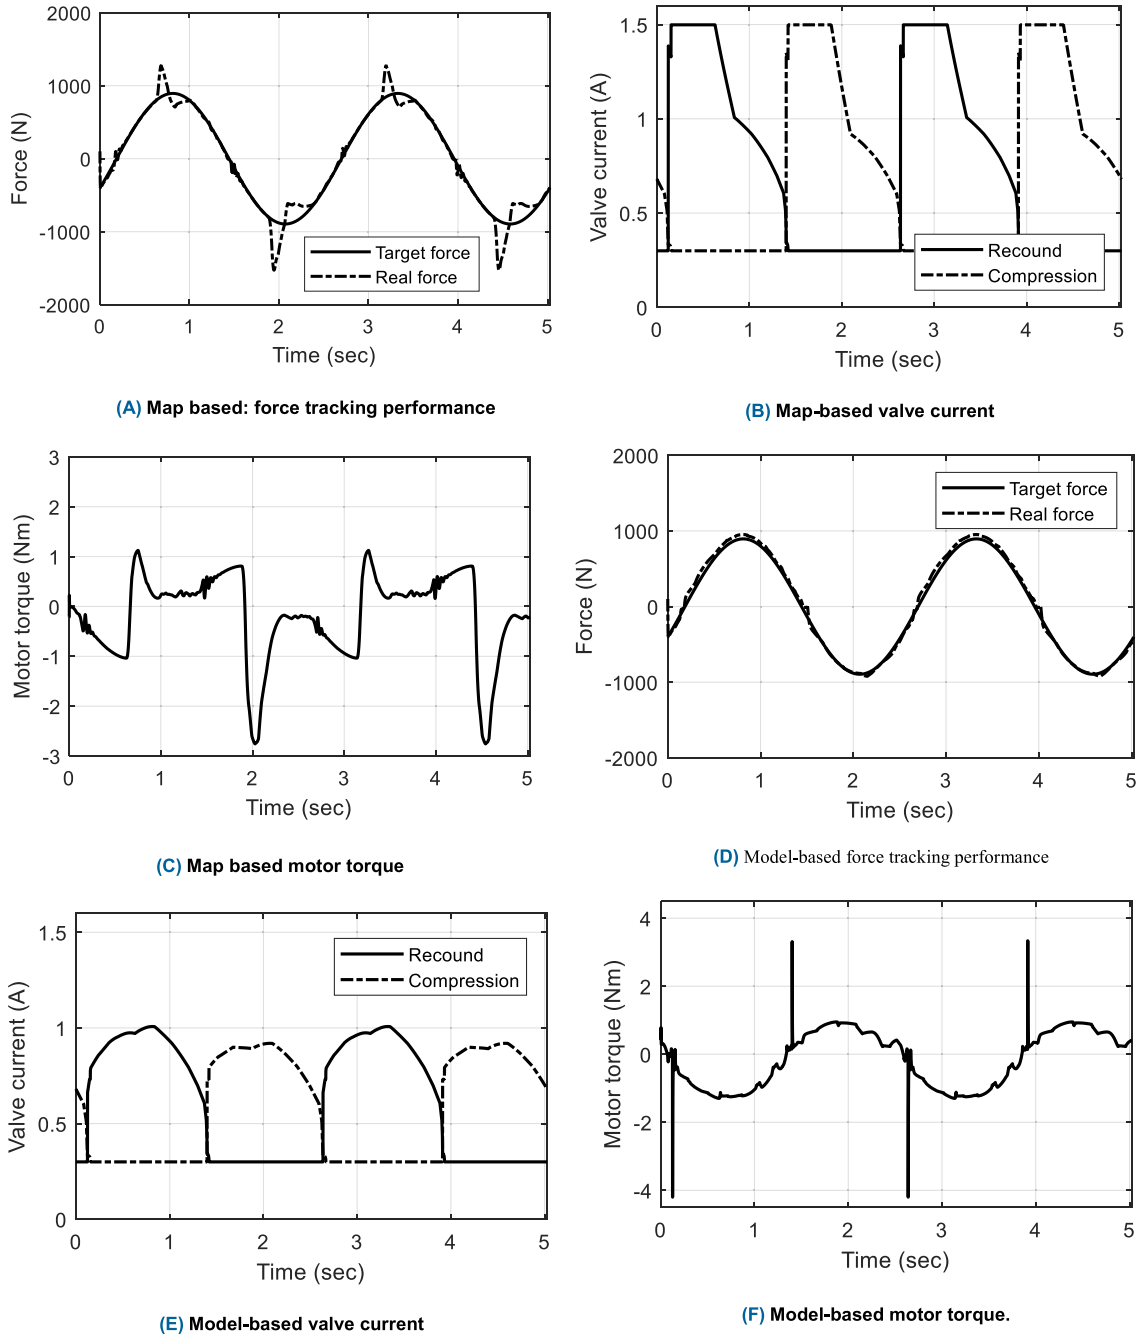 2000
1000
0
-1000
-2000
Force (N)
Target force
Real force
0 1 2 3 4 5
Time (sec)
(A) Map based: force tracking performance
1.5
1
0.5
0
Valve current (A)
Recound
Compression
0 1 2 3 4 5
Time (sec)
(B) Map-based valve current
3
2
1
0
-1
-2
-3
Motor torque (Nm)
0 1 2 3 4 5
Time (sec)
(C) Map based motor torque
2000
1000
0
-1000
-2000
Force (N)
Target force
Real force
0 1 2 3 4 5
Time (sec)
(D) Model-based force tracking performance
1.5
1
0.5
0
Valve current (A)
Recound
Compression
0 1 2 3 4 5
Time (sec)
(E) Model-based valve current
4
2
0
-2
-4
Motor torque (Nm)
0 1 2 3 4 5
Time (sec)
(F) Model-based motor torque.